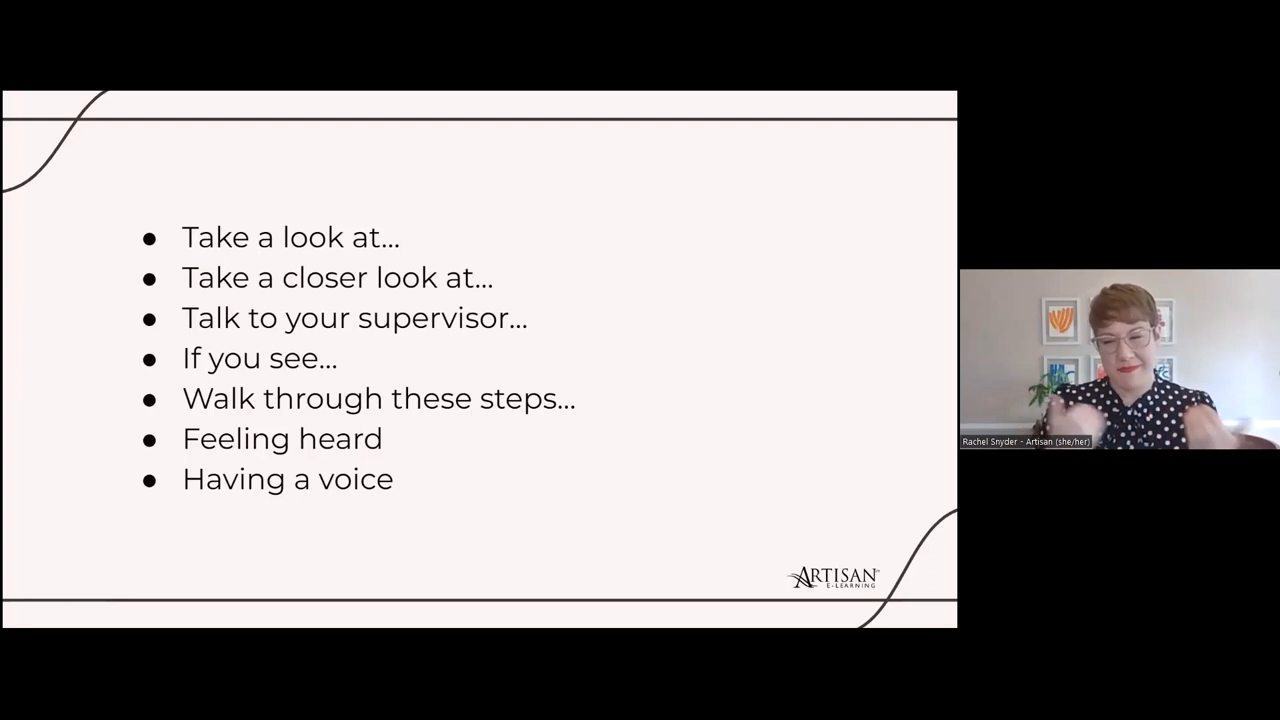 ● Take a look at...
● Take a closer look at...
● Talk to your supervisor...
● If you see...
● Walk through these steps...
● Feeling heard
● Having a voice
ARTISAN
E-LEARNING
Rachel Snyder - Artisan (she/her)